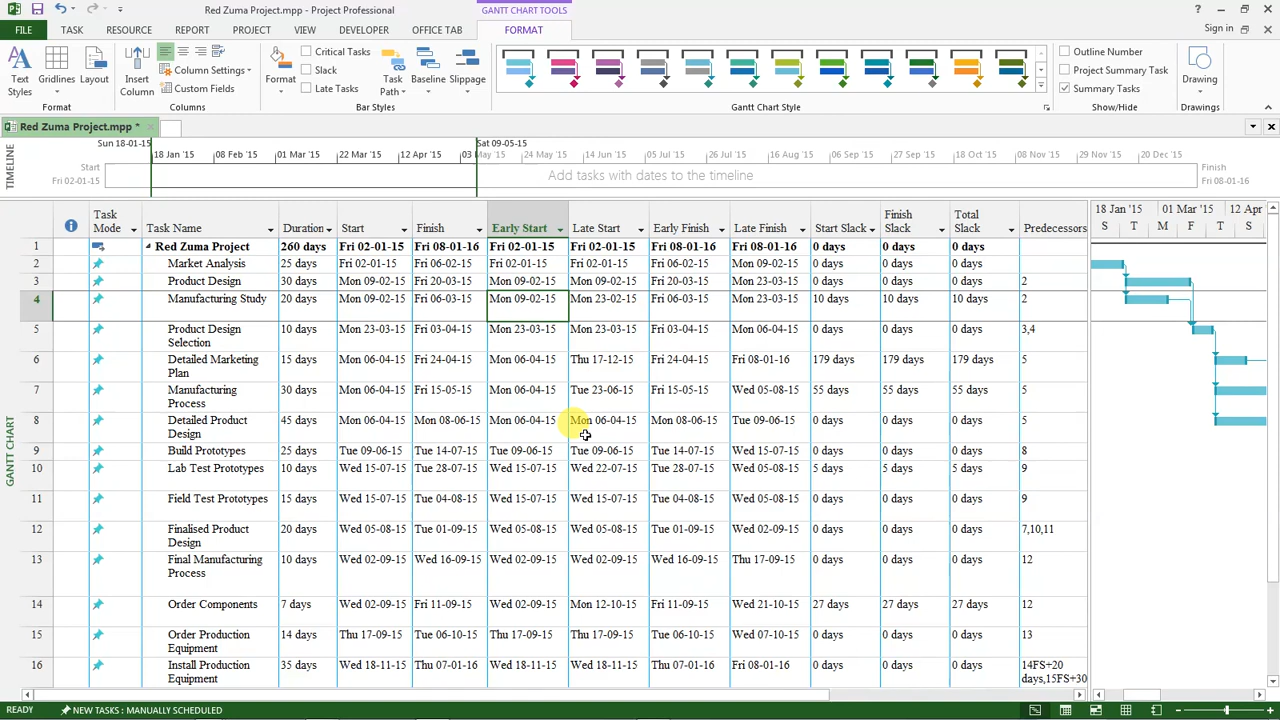 Red Zuma Project.mpp - Project Professional
GANTT CHART TOOLS
FILE TASK RESOURCE REPORT PROJECT VIEW DEVELOPER OFFICE TAB FORMAT Sign in
Text Styles
Gridlines
Layout
Format
Insert Column
Column Settings
Custom Fields
Columns
Format
Critical Tasks
Slack
Late Tasks
Task Path
Baseline
Slippage
Bar Styles
Gantt Chart Style
Outline Number
Project Summary Task
Summary Tasks
Show/Hide
Drawing
Drawings
Red Zuma Project.mpp *
TIMELINE
Sun 18-01-15 Sat 09-05-15
18 Jan '15 08 Feb '15 01 Mar '15 22 Mar '15 12 Apr '15 03 May '15 24 May '15 14 Jun '15 05 Jul '15 26 Jul '15 16 Aug '15 06 Sep '15 27 Sep '15 18 Oct '15 08 Nov '15 29 Nov '15 20 Dec '15
Start
Fri 02-01-15
Add tasks with dates to the timeline
Finish
Fri 08-01-16
GANTT CHART
Task Mode Task Name Duration Start Finish Early Start Late Start Early Finish Late Finish Start Slack Finish Slack Total Slack Predecessors
18 Jan '15 01 Mar '15 12 Apr
S T M F T S
1 Red Zuma Project 260 days Fri 02-01-15 Fri 08-01-16 Fri 02-01-15 Fri 02-01-15 Fri 08-01-16 Fri 08-01-16 0 days 0 days 0 days
2 Market Analysis 25 days Fri 02-01-15 Fri 06-02-15 Fri 02-01-15 Fri 02-01-15 Fri 06-02-15 Mon 09-02-15 0 days 0 days 0 days
3 Product Design 30 days Mon 09-02-15 Fri 20-03-15 Mon 09-02-15 Mon 09-02-15 Fri 20-03-15 Mon 23-03-15 0 days 0 days 0 days 2
4 Manufacturing Study 20 days Mon 09-02-15 Fri 06-03-15 Mon 09-02-15 Mon 23-02-15 Fri 06-03-15 Mon 23-03-15 10 days 10 days 10 days 2
5 Product Design Selection 10 days Mon 23-03-15 Fri 03-04-15 Mon 23-03-15 Mon 23-03-15 Fri 03-04-15 Mon 06-04-15 0 days 0 days 0 days 3,4
6 Detailed Marketing Plan 15 days Mon 06-04-15 Fri 24-04-15 Mon 06-04-15 Thu 17-12-15 Fri 24-04-15 Fri 08-01-16 179 days 179 days 179 days 5
7 Manufacturing Process 30 days Mon 06-04-15 Fri 15-05-15 Mon 06-04-15 Tue 23-06-15 Fri 15-05-15 Wed 05-08-15 55 days 55 days 55 days 5
8 Detailed Product Design 45 days Mon 06-04-15 Mon 08-06-15 Mon 06-04-15 Mon 06-04-15 Mon 08-06-15 Tue 09-06-15 0 days 0 days 0 days 5
9 Build Prototypes 25 days Tue 09-06-15 Tue 14-07-15 Tue 09-06-15 Tue 09-06-15 Tue 14-07-15 Wed 15-07-15 0 days 0 days 0 days 8
10 Lab Test Prototypes 10 days Wed 15-07-15 Tue 28-07-15 Wed 15-07-15 Wed 22-07-15 Tue 28-07-15 Wed 05-08-15 5 days 5 days 5 days 9
11 Field Test Prototypes 15 days Wed 15-07-15 Tue 04-08-15 Wed 15-07-15 Wed 15-07-15 Tue 04-08-15 Wed 05-08-15 0 days 0 days 0 days 9
12 Finalised Product Design 20 days Wed 05-08-15 Tue 01-09-15 Wed 05-08-15 Wed 05-08-15 Tue 01-09-15 Wed 02-09-15 0 days 0 days 0 days 7,10,11
13 Final Manufacturing Process 10 days Wed 02-09-15 Wed 16-09-15 Wed 02-09-15 Wed 02-09-15 Wed 16-09-15 Thu 17-09-15 0 days 0 days 0 days 12
14 Order Components 7 days Wed 02-09-15 Fri 11-09-15 Wed 02-09-15 Mon 12-10-15 Fri 11-09-15 Wed 21-10-15 27 days 27 days 27 days 12
15 Order Production Equipment 14 days Thu 17-09-15 Tue 06-10-15 Thu 17-09-15 Thu 17-09-15 Tue 06-10-15 Wed 07-10-15 0 days 0 days 0 days 13
16 Install Production Equipment 35 days Wed 18-11-15 Thu 07-01-16 Wed 18-11-15 Wed 18-11-15 Thu 07-01-16 Fri 08-01-16 0 days 0 days 0 days 14FS+20 days,15FS+30
READY NEW TASKS : MANUALLY SCHEDULED